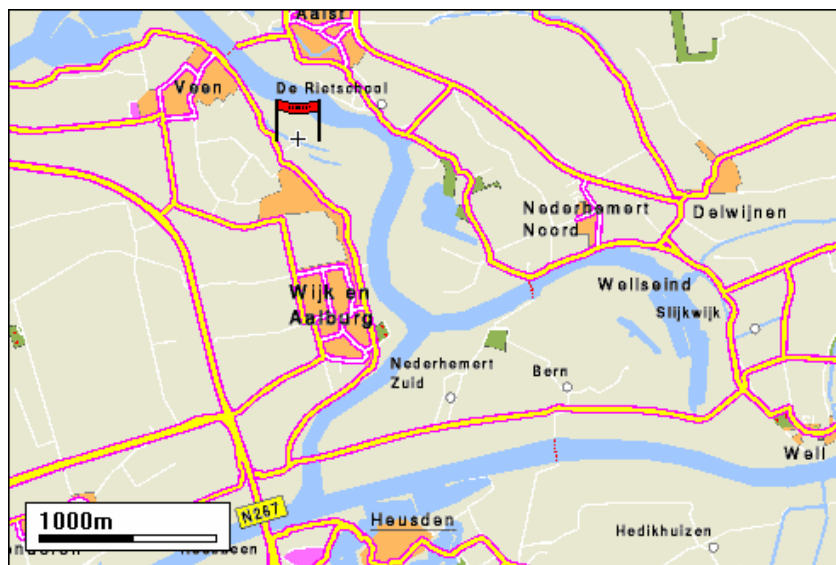 Aalst
De Rietschool
Veen
Nederhemert
Noord
Delwijnen
Wijk en
Aalburg
Wellseind
Slijkwijk
Nederhemert
Zuid
Bern
Well
N267
1000m
Heusden
Hedikhuizen